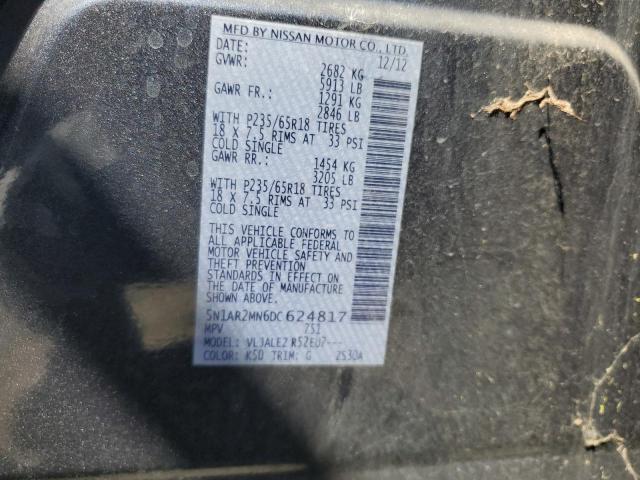 MFD BY NISSAN MOTOR CO., LTD.
DATE: 12/12
GVWR: 2682 KG
5913 LB
GAWR FR.: 1291 KG
2846 LB
WITH P235/65R18 TIRES
18 X 7.5 RIMS AT 33 PSI
COLD SINGLE
GAWR RR.: 1454 KG
3205 LB
WITH P235/65R18 TIRES
18 X 7.5 RIMS AT 33 PSI
COLD SINGLE
THIS VEHICLE CONFORMS TO
ALL APPLICABLE FEDERAL
MOTOR VEHICLE SAFETY AND
THEFT PREVENTION
STANDARDS IN EFFECT ON
THE DATE OF MANUFACTURE
SHOWN ABOVE.
5N1AR2MN6DC624817
MPV 7S1
MODEL: VLJALEZ R52EU7---
COLOR: K50 TRIM: G 2530A